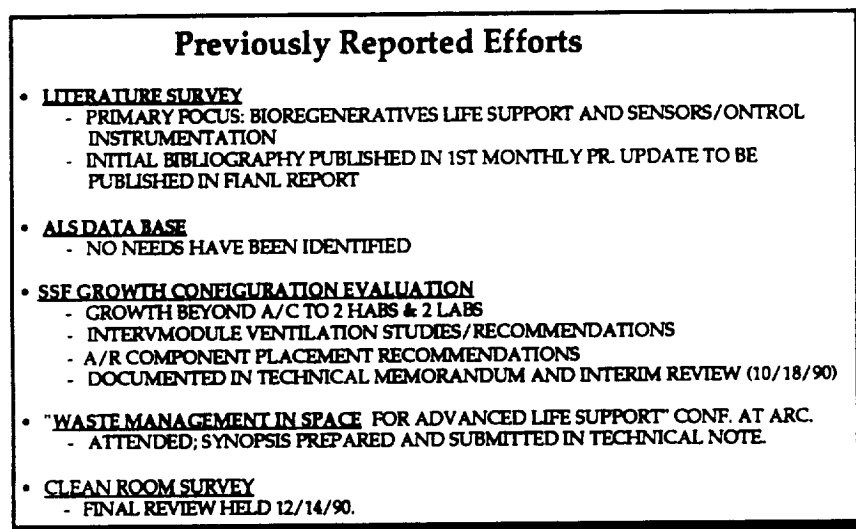 Previously Reported Efforts
• LITERATURE SURVEY
- PRIMARY FOCUS: BIOREGENERATIVES LIFE SUPPORT AND SENSORS/ONTROL
INSTRUMENTATION
- INITIAL BIBLIOGRAPHY PUBLISHED IN 1ST MONTHLY PR. UPDATE TO BE
PUBLISHED IN FIANL REPORT
• ALS DATA BASE
- NO NEEDS HAVE BEEN IDENTIFIED
• SSF GROWTH CONFIGURATION EVALUATION
- GROWTH BEYOND A/C TO 2 HABS & 2 LABS
- INTERVMODULE VENTILATION STUDIES/RECOMMENDATIONS
- A/R COMPONENT PLACEMENT RECOMMENDATIONS
- DOCUMENTED IN TECHNICAL MEMORANDUM AND INTERIM REVIEW (10/18/90)
• "WASTE MANAGEMENT IN SPACE FOR ADVANCED LIFE SUPPORT" CONF. AT ARC.
- ATTENDED; SYNOPSIS PREPARED AND SUBMITTED IN TECHNICAL NOTE.
• CLEAN ROOM SURVEY
- FINAL REVIEW HELD 12/14/90.